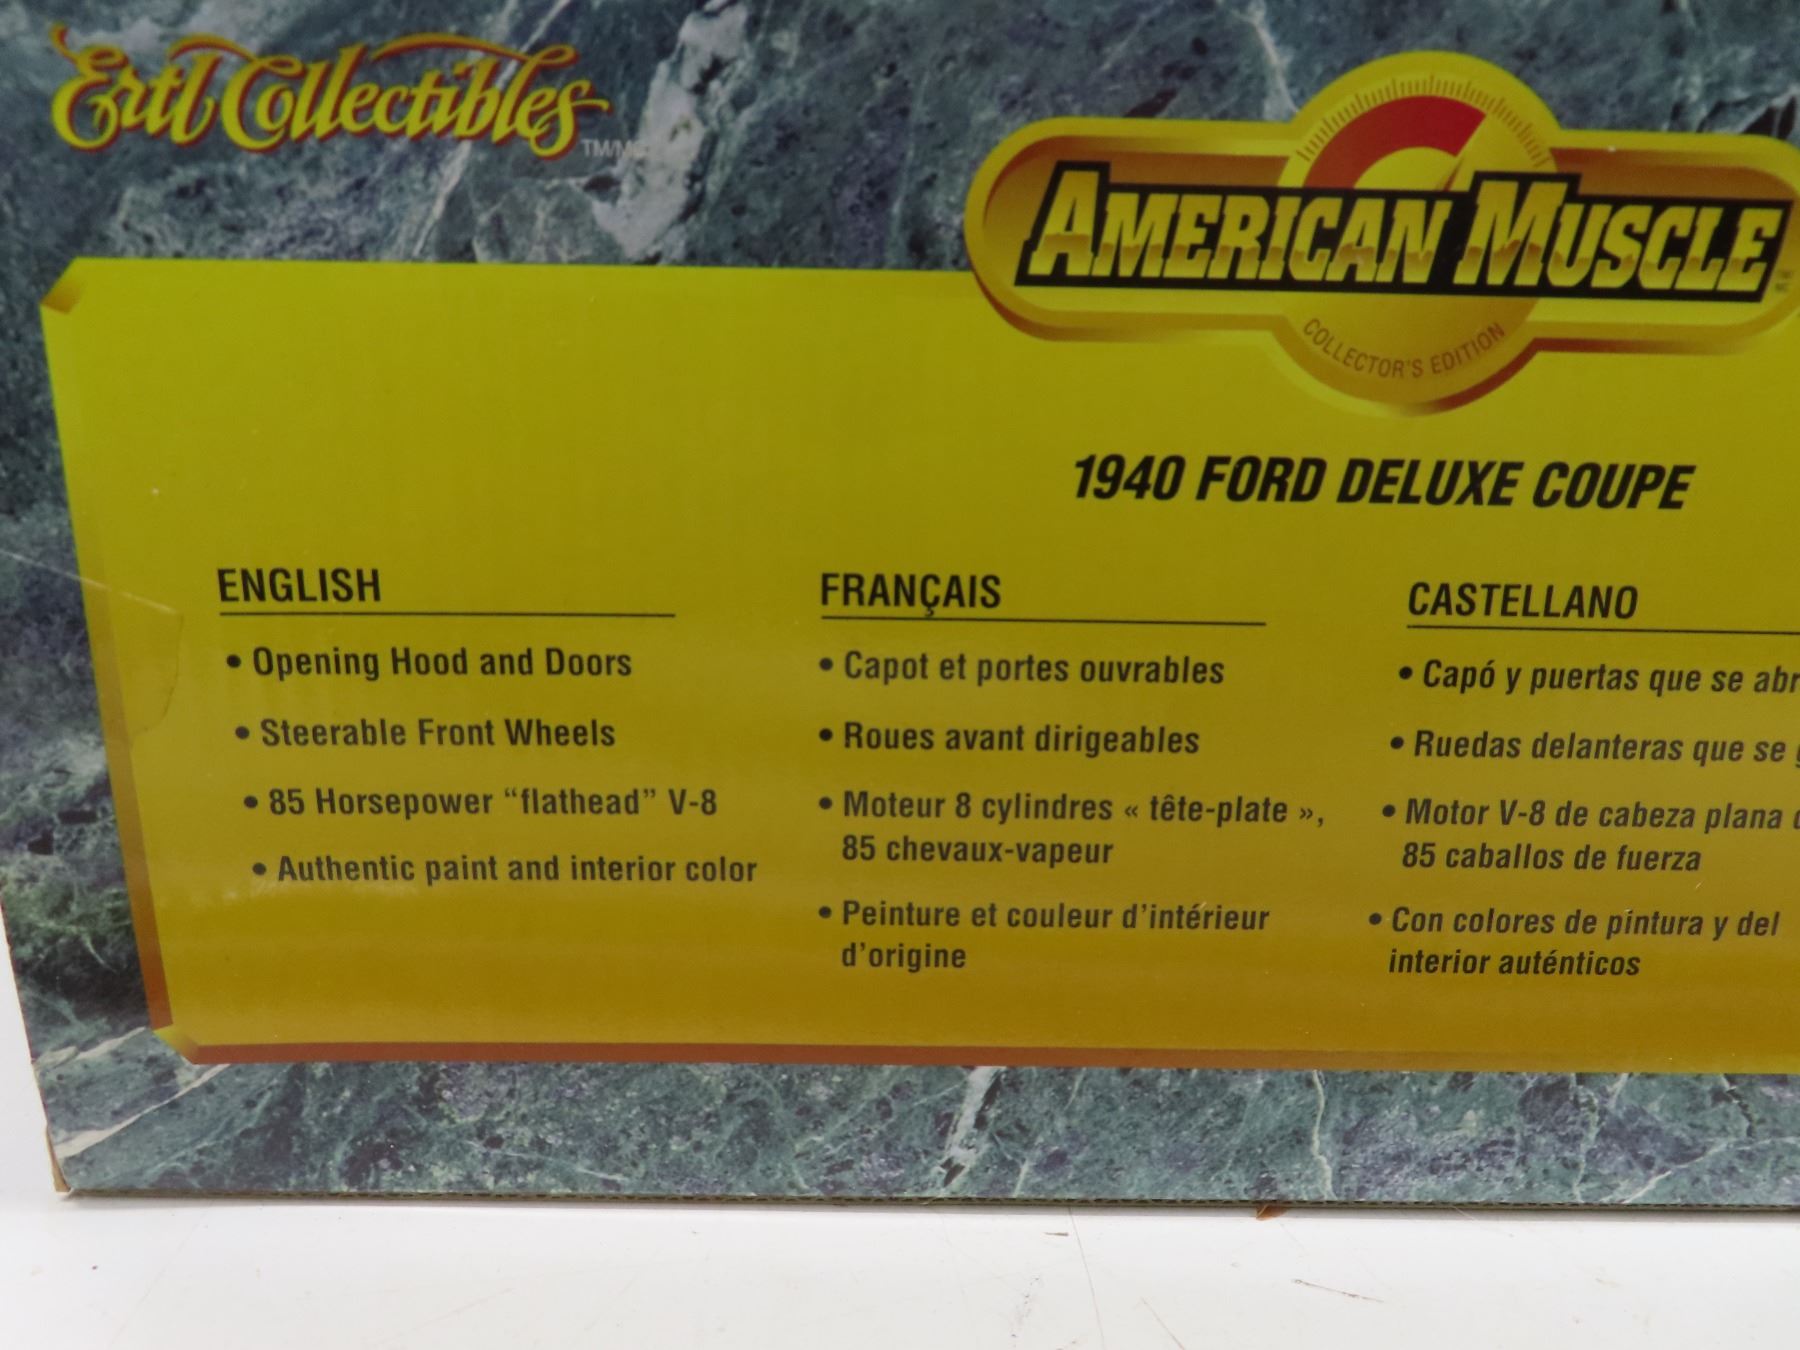 Ertl Collectibles
TM/M
AMERICAN MUSCLE
COLLECTOR'S EDITION
1940 FORD DELUXE COUPE
ENGLISH
• Opening Hood and Doors
• Steerable Front Wheels
• 85 Horsepower “flathead” V-8
• Authentic paint and interior color
FRANÇAIS
• Capot et portes ouvrables
• Roues avant dirigeables
• Moteur 8 cylindres « tête-plate »,
85 chevaux-vapeur
• Peinture et couleur d’intérieur
d’origine
CASTELLANO
• Capó y puertas que se abr
• Ruedas delanteras que se
• Motor V-8 de cabeza plana
85 caballos de fuerza
• Con colores de pintura y del
interior auténticos